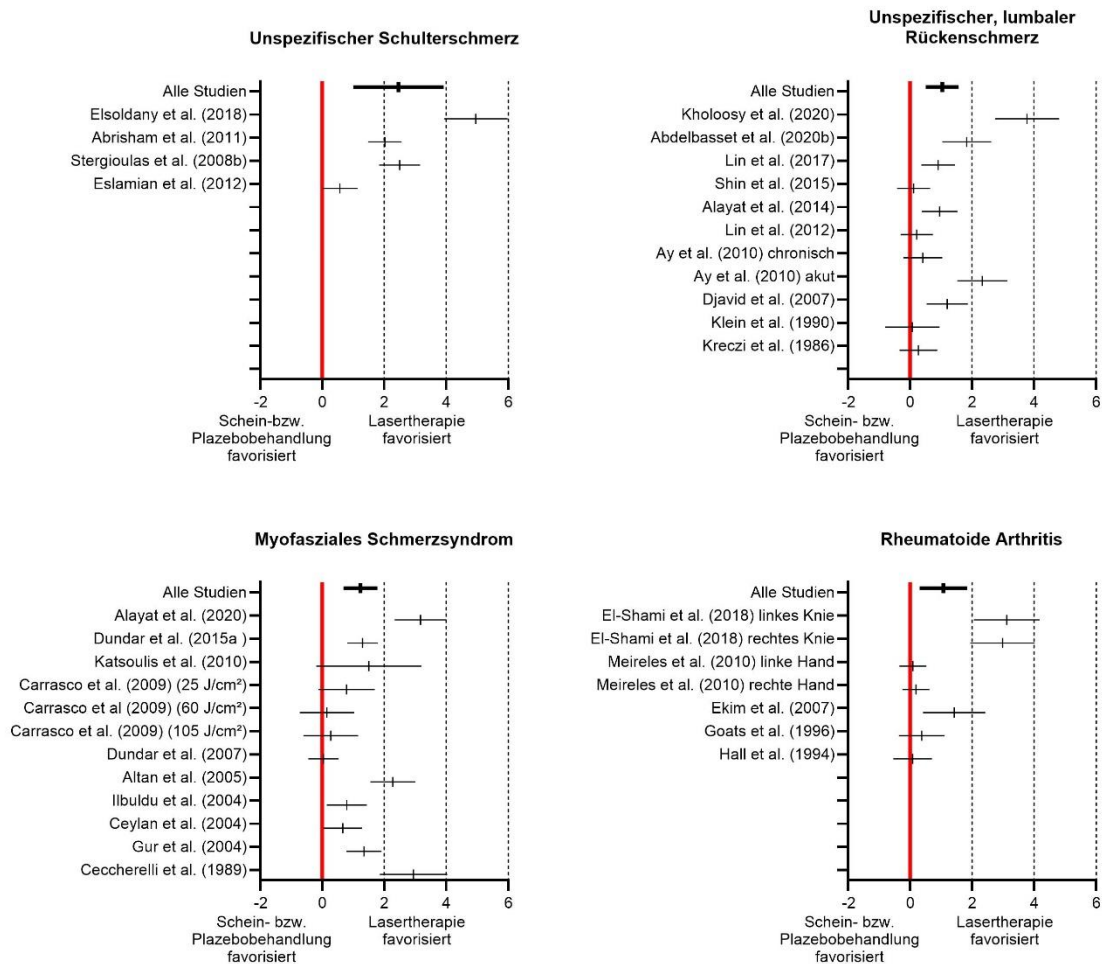 Unspezifischer Schulterschmerz
Alle Studien
Elsoldany et al. (2018)
Abrisham et al. (2011)
Stergioulas et al. (2008b)
Eslamian et al. (2012)
-2 0 2 4 6
Schein-bzw.
Plazebobehandlung
favorisiert
Lasertherapie
favorisiert
Unspezifischer, lumbaler
Rückenschmerz
Alle Studien
Kholoosy et al. (2020)
Abdelbasset et al. (2020b)
Lin et al. (2017)
Shin et al. (2015)
Alayat et al. (2014)
Lin et al. (2012)
Ay et al. (2010) chronisch
Ay et al. (2010) akut
Djavid et al. (2007)
Klein et al. (1990)
Kreczi et al. (1986)
-2 0 2 4 6
Schein- bzw.
Plazebobehandlung
favorisiert
Lasertherapie
favorisiert
Myofasziales Schmerzsyndrom
Alle Studien
Alayat et al. (2020)
Dundar et al. (2015a )
Katsoulis et al. (2010)
Carrasco et al. (2009) (25 J/cm²)
Carrasco et al (2009) (60 J/cm²)
Carrasco et al. (2009) (105 J/cm²)
Dundar et al. (2007)
Altan et al. (2005)
Ilbuldu et al. (2004)
Ceylan et al. (2004)
Gur et al. (2004)
Ceccherelli et al. (1989)
-2 0 2 4 6
Schein- bzw.
Plazebobehandlung
favorisiert
Lasertherapie
favorisiert
Rheumatoide Arthritis
Alle Studien
El-Shami et al. (2018) linkes Knie
El-Shami et al. (2018) rechtes Knie
Meireles et al. (2010) linke Hand
Meireles et al. (2010) rechte Hand
Ekim et al. (2007)
Goats et al. (1996)
Hall et al. (1994)
-2 0 2 4 6
Schein- bzw.
Plazebobehandlung
favorisiert
Lasertherapie
favorisiert